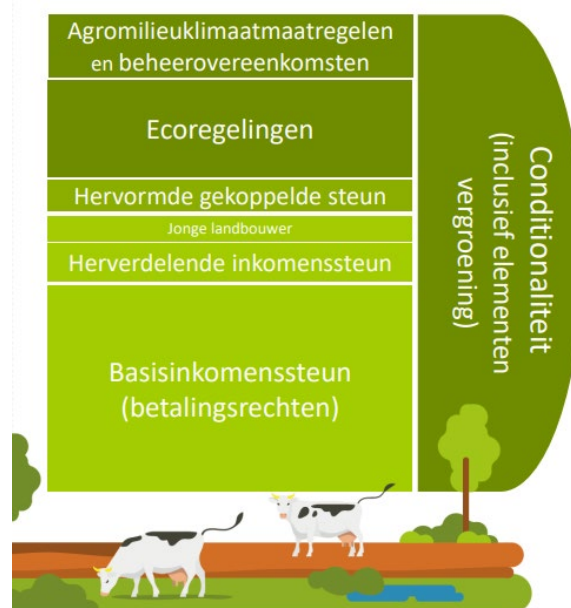 Agromilieuklimaatmaatregelen
en beheerovereenkomsten
Ecoregelingen
Hervormde gekoppelde steun
Jonge landbouwer
Herverdelende inkomenssteun
Basisinkomenssteun
(betalingsrechten)
Conditionaliteit
(inclusief elementen
vergroening)